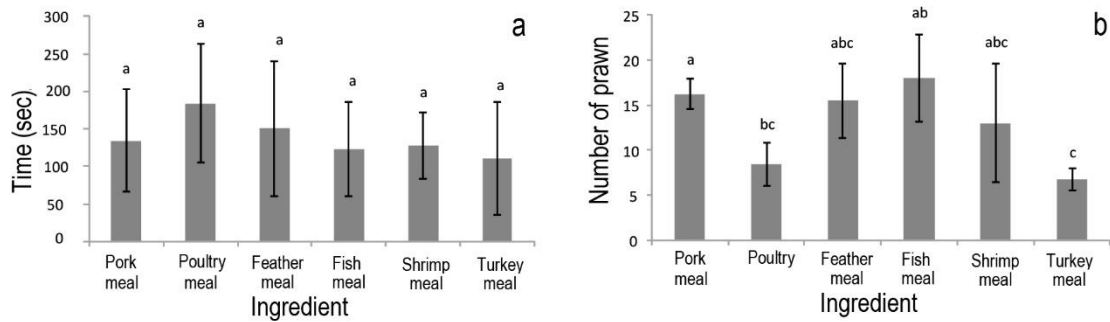 a
Time (sec)
300
250
200
150
100
50
0
a
a
a
a
a
a
Pork meal
Poultry meal
Feather meal
Fish meal
Shrimp meal
Turkey meal
Ingredient
b
Number of prawn
25
20
15
10
5
0
a
bc
abc
ab
abc
c
Pork meal
Poultry
Feather meal
Fish meal
Shrimp meal
Turkey meal
Ingredient